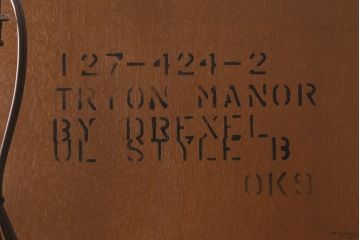 127-424-2
TRYON MANOR
BY DREXEL
UL STYLE B
OK9